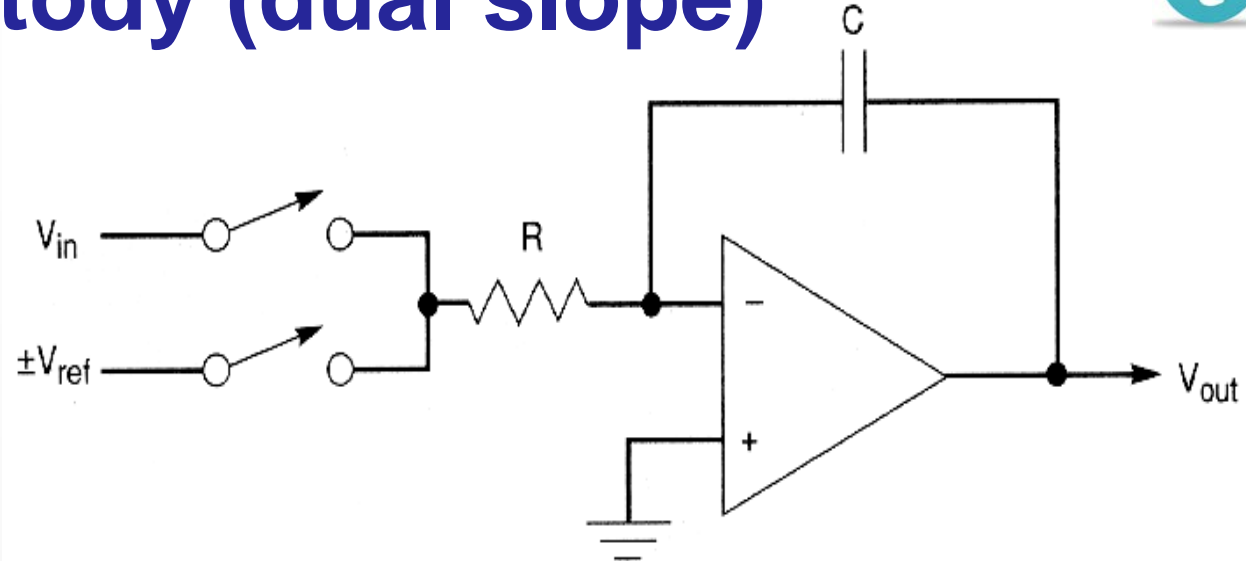 tody (dual slope)
C
V_in
R
−
±V_ref
V_out
+